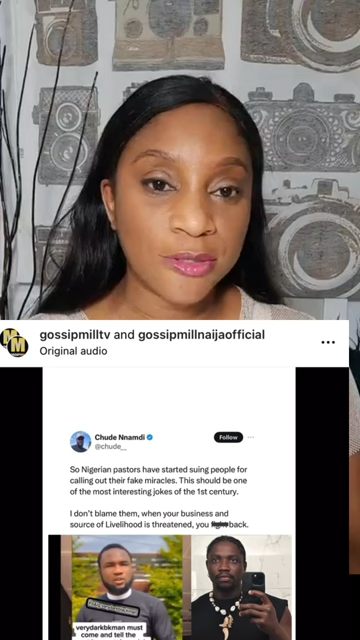 gossipmilltv and gossipmillnaijaofficial
Original audio
Chude Nnamdi
@chude__
Follow
So Nigerian pastors have started suing people for
calling out their fake miracles. This should be one
of the most interesting jokes of the 1st century.
I don't blame them, when your business and
source of Livelihood is threatened, you back.
verydarkbkman must
come and tell the